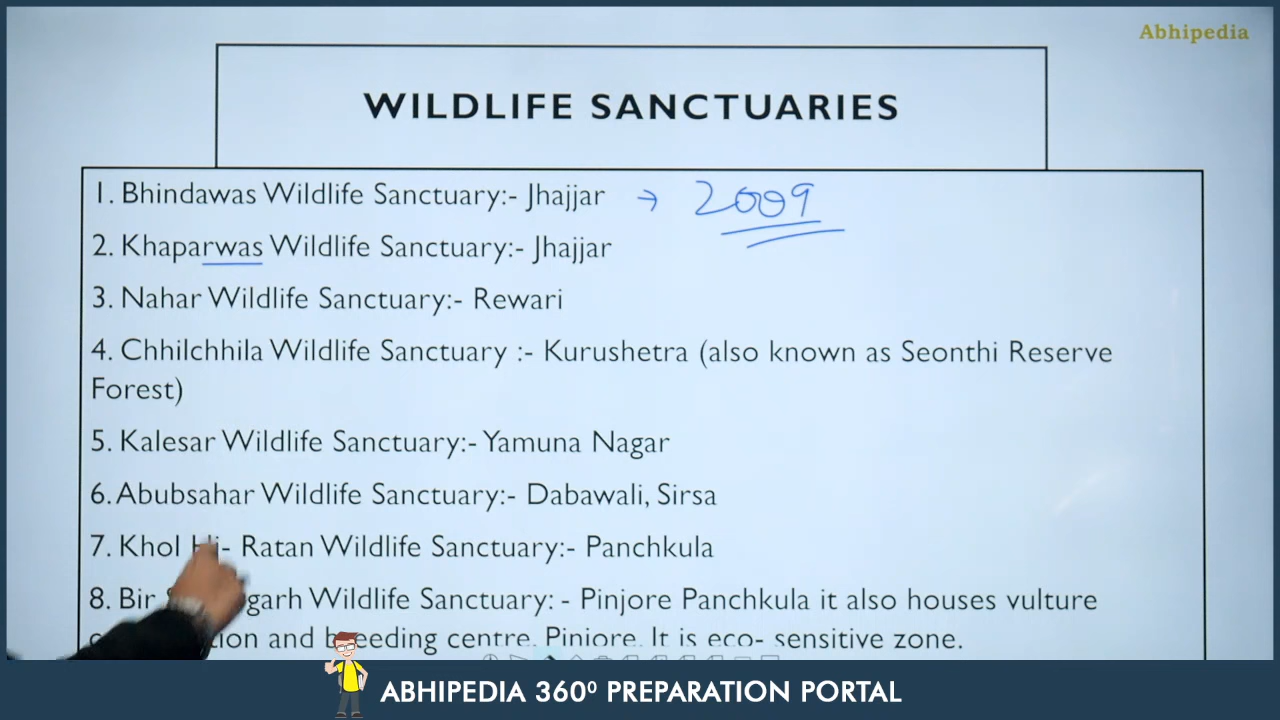 Abhipedia
WILDLIFE SANCTUARIES
1. Bhindawas Wildlife Sanctuary:- Jhajjar → 2009
2. Khaparwas Wildlife Sanctuary:- Jhajjar
3. Nahar Wildlife Sanctuary:- Rewari
4. Chhilchhila Wildlife Sanctuary :- Kurushetra (also known as Seonthi Reserve
Forest)
5. Kalesar Wildlife Sanctuary:- Yamuna Nagar
6. Abubsahar Wildlife Sanctuary:- Dabawali, Sirsa
7. Khol Hi- Ratan Wildlife Sanctuary:- Panchkula
8. Bir Wildlife Sanctuary: - Pinjore Panchkula it also houses vulture
and breeding centre, Pinjore. It is eco- sensitive zone.
ABHIPEDIA 360⁰ PREPARATION PORTAL